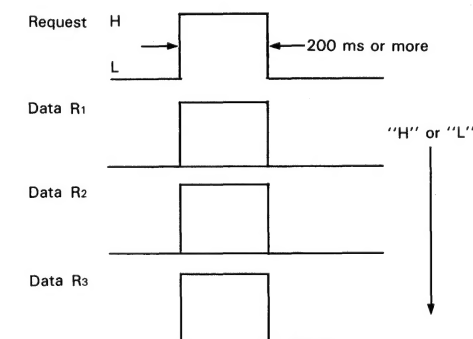 Request H
200 ms or more
L
Data R1
"H" or "L"
Data R2
Data R3